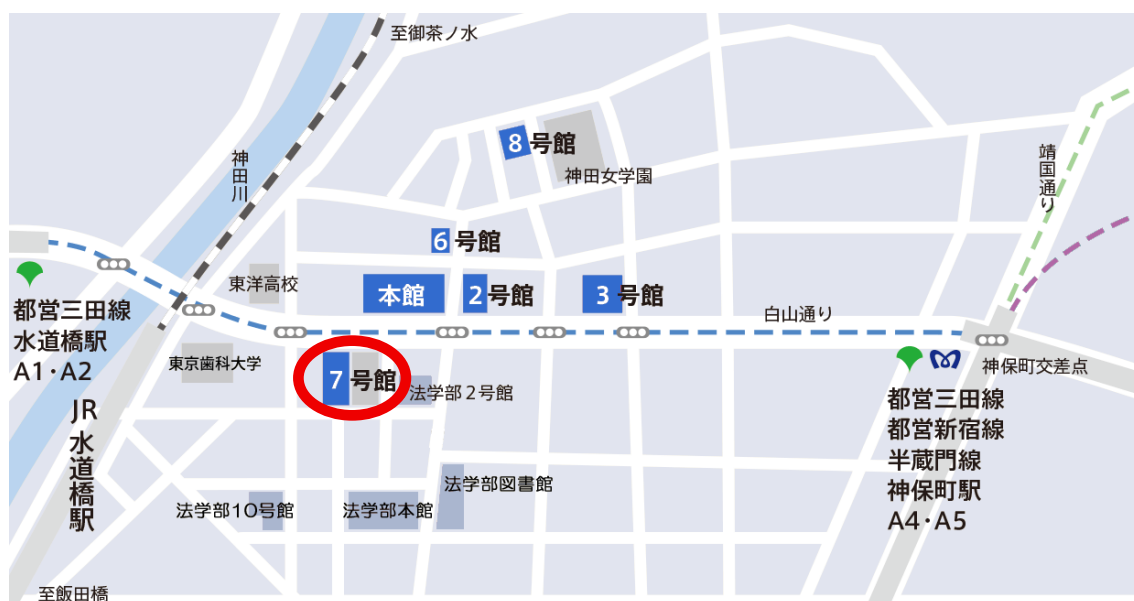 至御茶ノ水
神田川
8号館
神田女学園
靖国通り
6号館
東洋高校
本館
2号館
3号館
都営三田線
水道橋駅
A1・A2
白山通り
東京歯科大学
7号館
法学部2号館
神保町交差点
JR水道橋駅
都営三田線
都営新宿線
半蔵門線
神保町駅
A4・A5
法学部図書館
法学部10号館
法学部本館
至飯田橋